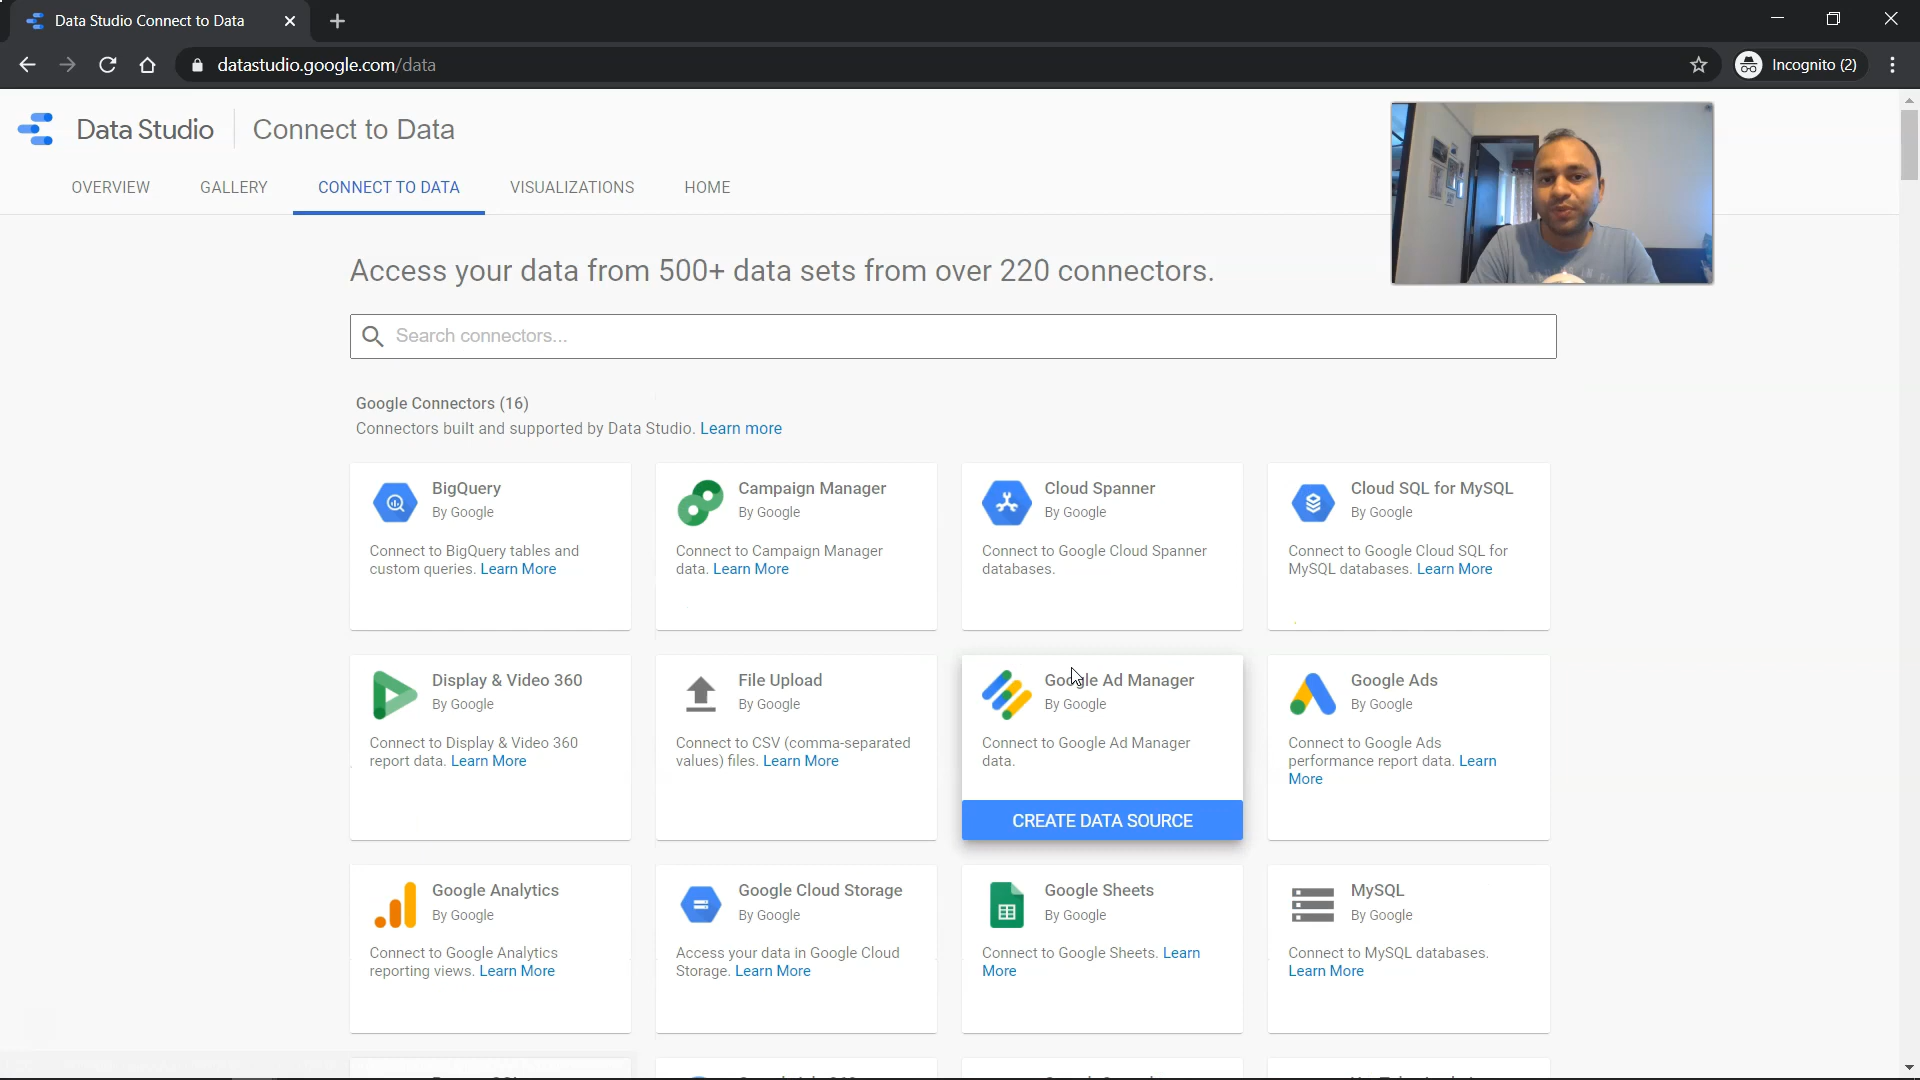 Data Studio Connect to Data
datastudio.google.com/data
Incognito (2)
Data Studio
Connect to Data
OVERVIEW
GALLERY
CONNECT TO DATA
VISUALIZATIONS
HOME
Access your data from 500+ data sets from over 220 connectors.
Search connectors...
Google Connectors (16)
Connectors built and supported by Data Studio. Learn more
BigQuery
By Google
Connect to BigQuery tables and
custom queries. Learn More
Campaign Manager
By Google
Connect to Campaign Manager
data. Learn More
Cloud Spanner
By Google
Connect to Google Cloud Spanner
databases.
Cloud SQL for MySQL
By Google
Connect to Google Cloud SQL for
MySQL databases. Learn More
Display & Video 360
By Google
Connect to Display & Video 360
report data. Learn More
File Upload
By Google
Connect to CSV (comma-separated
values) files. Learn More
Google Ad Manager
By Google
Connect to Google Ad Manager
data.
CREATE DATA SOURCE
Google Ads
By Google
Connect to Google Ads
performance report data. Learn
More
Google Analytics
By Google
Connect to Google Analytics
reporting views. Learn More
Google Cloud Storage
By Google
Access your data in Google Cloud
Storage. Learn More
Google Sheets
By Google
Connect to Google Sheets. Learn
More
MySQL
By Google
Connect to MySQL databases.
Learn More